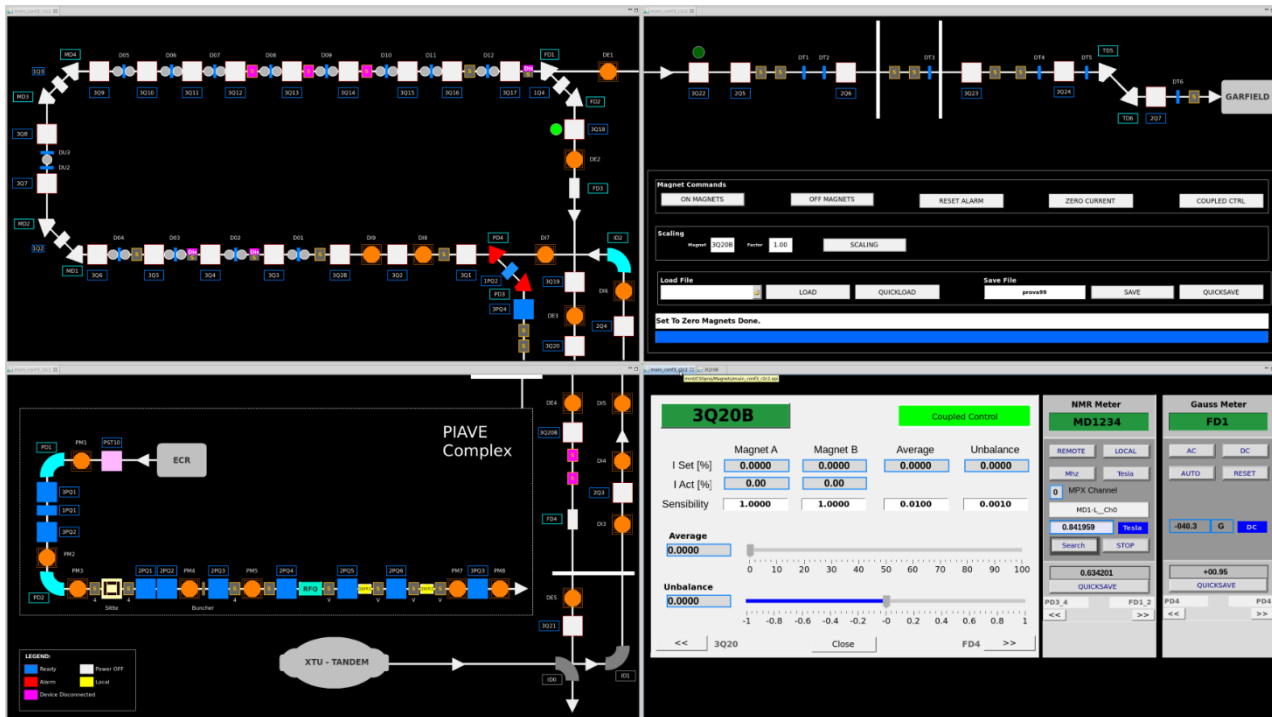 main_conf3_r2r2
MD4
D05
D06
D07
D08
D09
D10
D11
D12
FD1
DE1
1Q3
3Q9
3Q10
3Q11
3Q12
3Q13
3Q14
3Q15
3Q16
3Q17
1Q4
MD3
FD2
3Q8
3Q18
DU3
DU2
DE2
3Q7
FD3
MD2
1Q2
D04
D03
D02
D01
DI9
DI8
FD4
DI7
ID2
MD1
3Q6
3Q5
3Q4
3Q3
3Q2B
3Q2
3Q1
1PQ2
3Q19
DI6
PD3
3PQ4
DE3
2Q4
3Q20
3Q22
2Q5
DT1
DT2
2Q6
DT3
3Q23
DT4
3Q24
DT5
TD5
TD6
2Q7
DT6
GARFIELD
Magnet Commands
ON MAGNETS
OFF MAGNETS
RESET ALARM
ZERO CURRENT
COUPLED CTRL
Scaling
Magnet 3Q20B Factor 1.00 SCALING
Load File
Save File
LOAD
QUICKLOAD
prova99
SAVE
QUICKSAVE
Set To Zero Magnets Done.
PIAVE
Complex
PD1
PM1
PST10
ECR
3PQ1
1PQ1
3PQ2
PM2
PD2
PM3
Slitte
2PQ1
2PQ2
PM4
Buncher
2PQ3
PM5
2PQ4
RFQ
2PQ5
2PQ6
PM7
3PQ8
DE4
DI5
3Q20B
DI4
2Q3
FD4
DI3
DE5
3Q21
ID0
ID1
XTU - TANDEM
LEGEND:
Ready
Power OFF
Alarm
Local
Device Disconnected
main_conf3_r2r2
3Q20B
3Q20B
Coupled Control
Magnet A Magnet B Average Unbalance
I Set [%] 0.0000 0.0000 0.0000 0.0000
I Act [%] 0.00 0.00
Sensibility 1.0000 1.0000 0.0100 0.0010
Average
0.0000
0 10 20 30 40 50 60 70 80 90 100
Unbalance
0.0000
-1 -0.8 -0.6 -0.4 -0.2 -0 0.2 0.4 0.6 0.8 1
<< 3Q20 Close FD4 >>
NMR Meter
MD1234
REMOTE LOCAL
Mhz Tesla
0 MPX Channel
MD1-L__Ch0
0.841959 Tesla
Search STOP
0.634201
QUICKSAVE
PD3_4 FD1_2
<< >>
Gauss Meter
FD1
AC DC
AUTO RESET
-040.3 G DC
+00.95
QUICKSAVE
PD4 PD4
<< >>